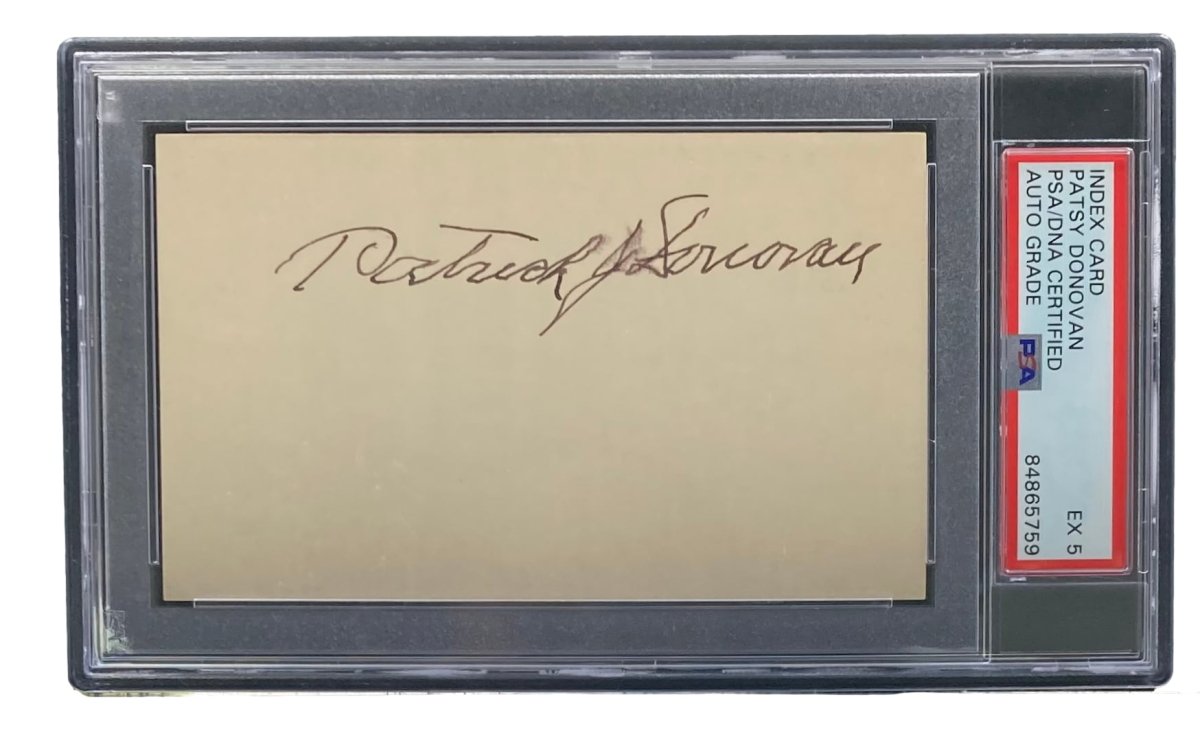 Patrick J Donovan
INDEX CARD
PATSY DONOVAN
PSA/DNA CERTIFIED
AUTO GRADE
EX 5
84865759
PSA